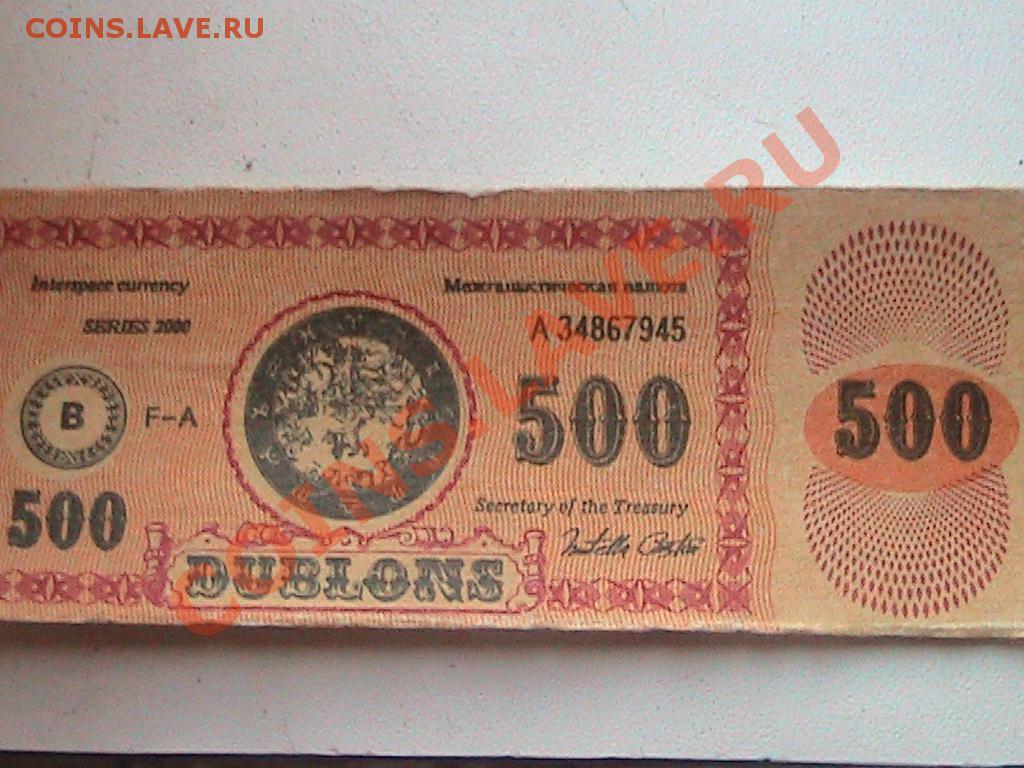 COINS.LAVE.RU
Interspace currency
Межгалактическая валюта
SERIES 2000
A 34867945
B
F-A
500
500
500
Secretary of the Treasury
DUBLONS
COINS.LAVE.RU